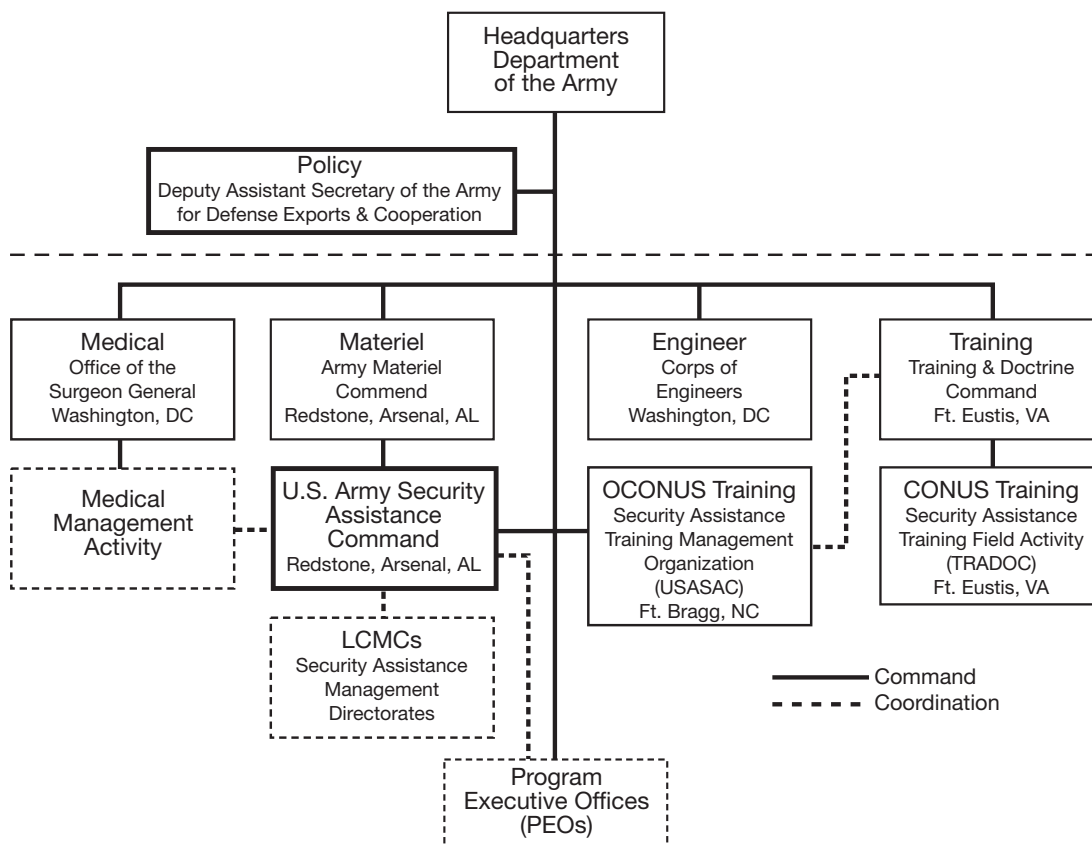 Headquarters
Department
of the Army
Policy
Deputy Assistant Secretary of the Army
for Defense Exports & Cooperation
Medical
Office of the
Surgeon General
Washington, DC
Materiel
Army Materiel
Commend
Redstone, Arsenal, AL
Engineer
Corps of
Engineers
Washington, DC
Training
Training & Doctrine
Command
Ft. Eustis, VA
Medical
Management
Activity
U.S. Army Security
Assistance
Command
Redstone, Arsenal, AL
OCONUS Training
Security Assistance
Training Management
Organization
(USASAC)
Ft. Bragg, NC
CONUS Training
Security Assistance
Training Field Activity
(TRADOC)
Ft. Eustis, VA
LCMCs
Security Assistance
Management
Directorates
Command
Coordination
Program
Executive Offices
(PEOs)